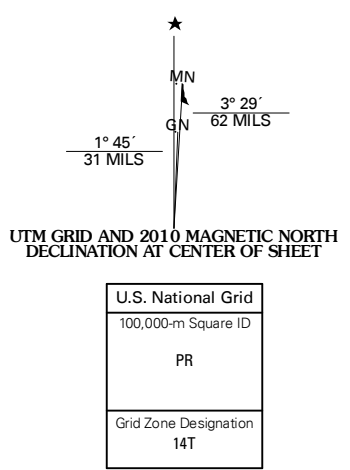 ★
MN
3° 29´
62 MILS
GN
1° 45´
31 MILS
UTM GRID AND 2010 MAGNETIC NORTH
DECLINATION AT CENTER OF SHEET
U.S. National Grid
100,000-m Square ID
PR
Grid Zone Designation
14T